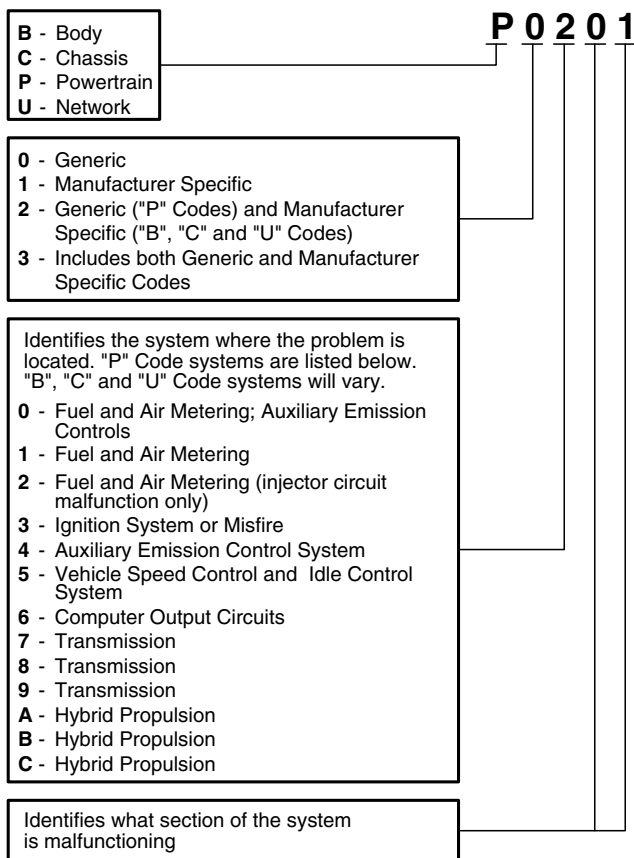 P0201
B - Body
C - Chassis
P - Powertrain
U - Network
0 - Generic
1 - Manufacturer Specific
2 - Generic ("P" Codes) and Manufacturer
Specific ("B", "C" and "U" Codes)
3 - Includes both Generic and Manufacturer
Specific Codes
Identifies the system where the problem is
located. "P" Code systems are listed below.
"B", "C" and "U" Code systems will vary.
0 - Fuel and Air Metering; Auxiliary Emission
Controls
1 - Fuel and Air Metering
2 - Fuel and Air Metering (injector circuit
malfunction only)
3 - Ignition System or Misfire
4 - Auxiliary Emission Control System
5 - Vehicle Speed Control and Idle Control
System
6 - Computer Output Circuits
7 - Transmission
8 - Transmission
9 - Transmission
A - Hybrid Propulsion
B - Hybrid Propulsion
C - Hybrid Propulsion
Identifies what section of the system
is malfunctioning